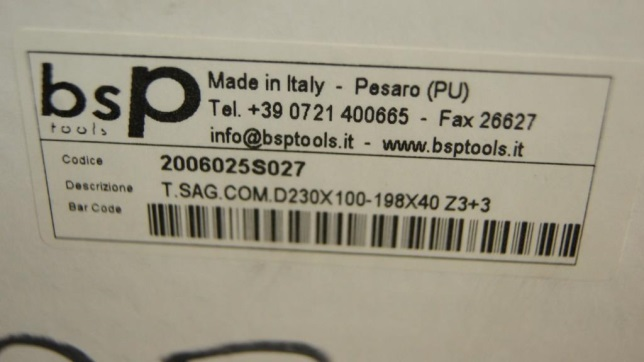 bsp
tools
Made in Italy - Pesaro (PU)
Tel. +39 0721 400665 - Fax 26627
info@bsptools.it - www.bsptools.it
Codice 2006025S027
Descrizione T.SAG.COM.D230X100-198X40 Z3+3
Bar Code